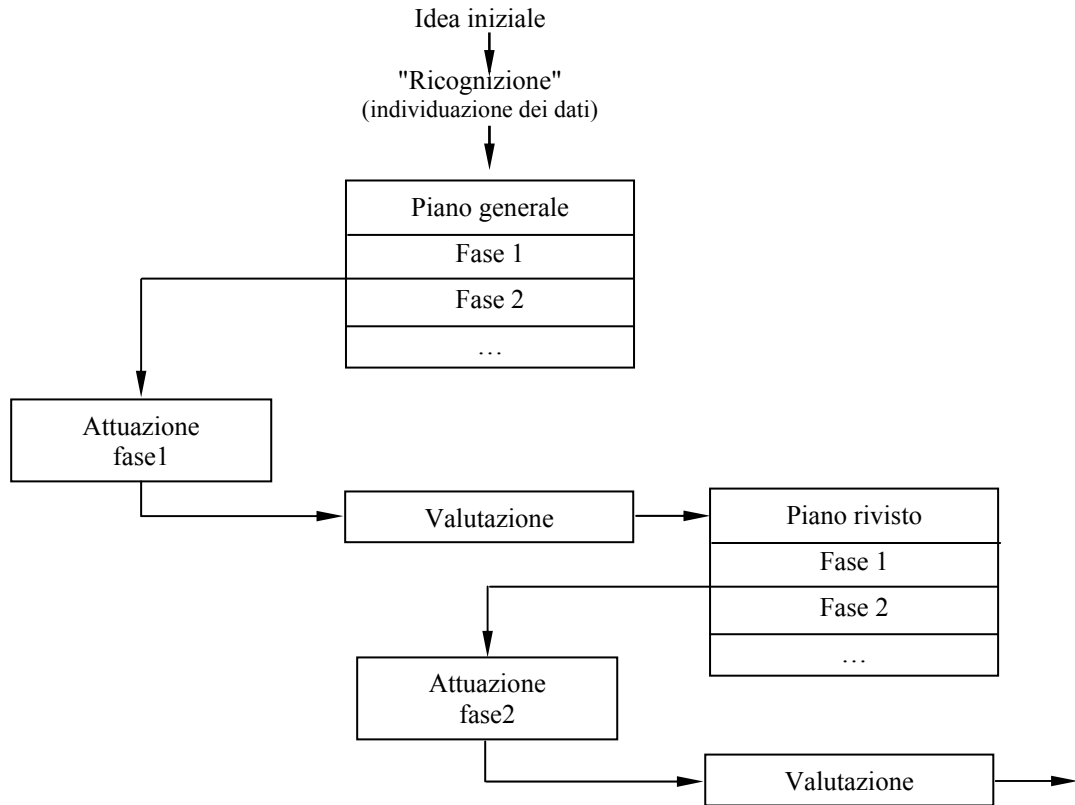 Idea iniziale
"Ricognizione"
(individuazione dei dati)
Piano generale
Fase 1
Fase 2
…
Attuazione
fase1
Valutazione
Piano rivisto
Fase 1
Fase 2
…
Attuazione
fase2
Valutazione